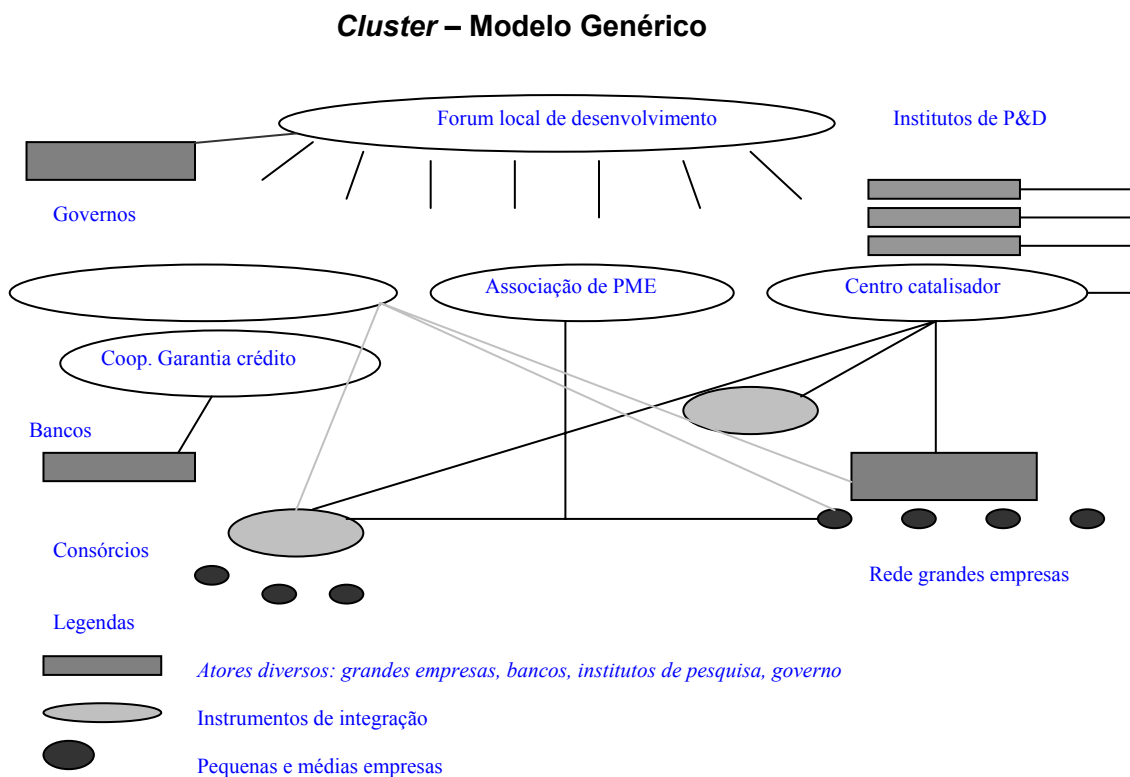 Cluster – Modelo Genérico
Forum local de desenvolvimento
Institutos de P&D
Governos
Associação de PME
Centro catalisador
Coop. Garantia crédito
Bancos
Consórcios
Rede grandes empresas
Legendas
Atores diversos: grandes empresas, bancos, institutos de pesquisa, governo
Instrumentos de integração
Pequenas e médias empresas